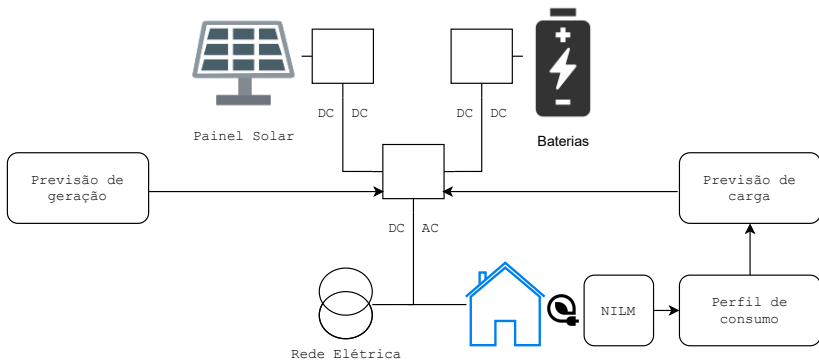 DC DC
DC DC
Painel Solar
Baterias
Previsão de
geração
Previsão de
carga
DC AC
NILM
Perfil de
consumo
Rede Elétrica